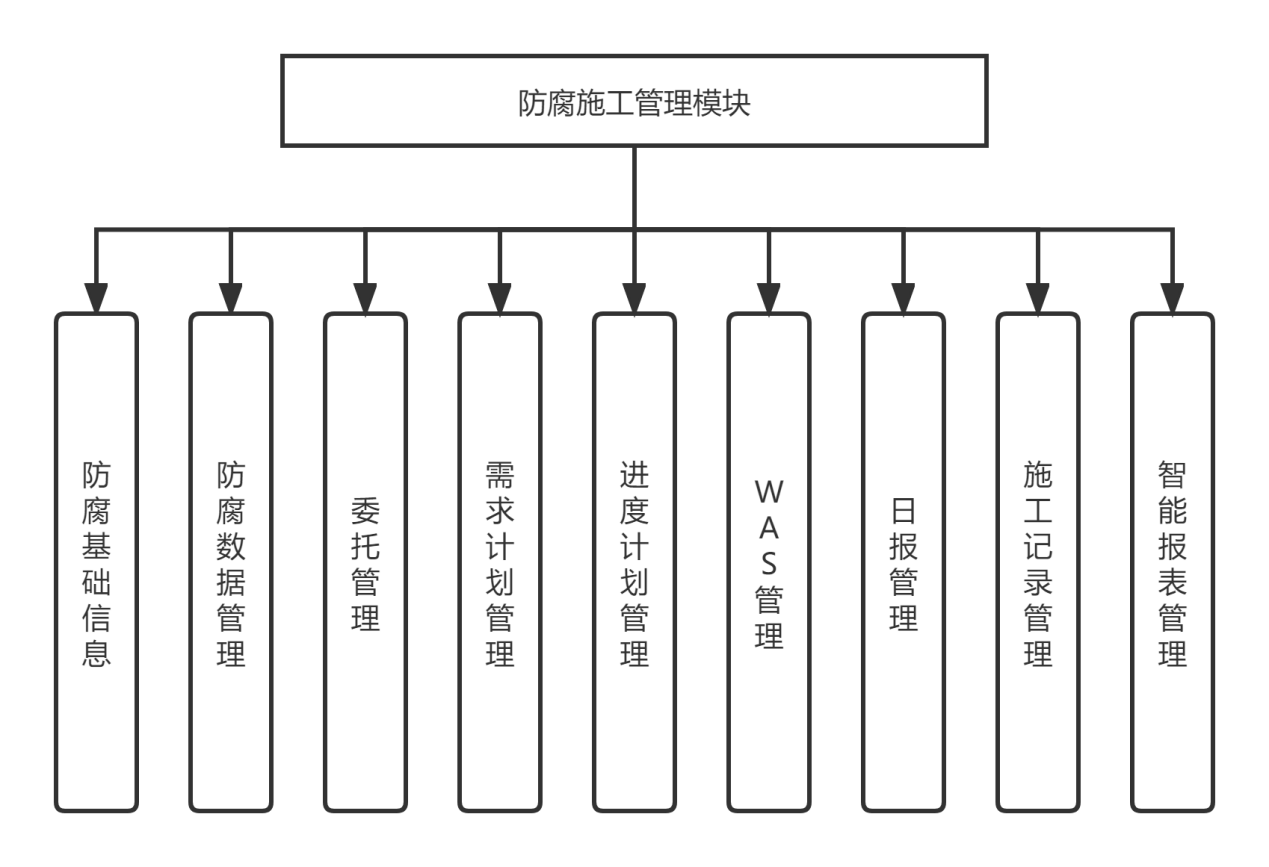 防腐施工管理模块
防腐基础信息
防腐数据管理
委托管理
需求计划管理
进度计划管理
WAS管理
日报管理
施工记录管理
智能报表管理